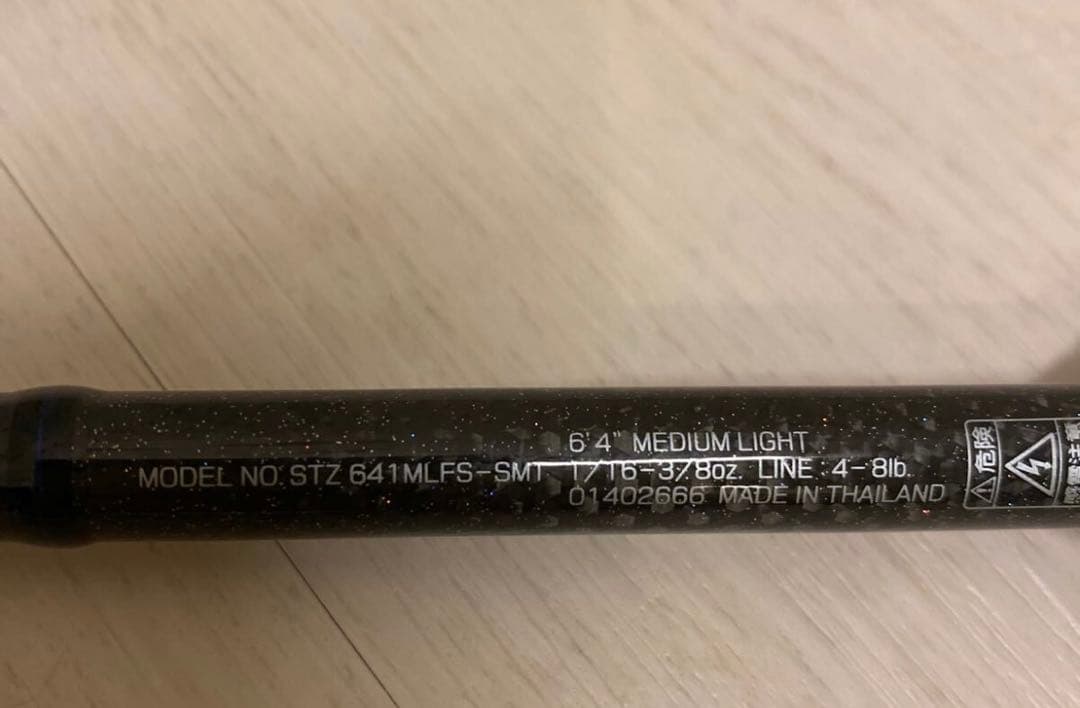 6'4" MEDIUM LIGHT
MODEL NO. STZ 641MLFS-SMT 1/16-3/8oz. LINE 4-8lb.
01402666 MADE IN THAILAND
危険